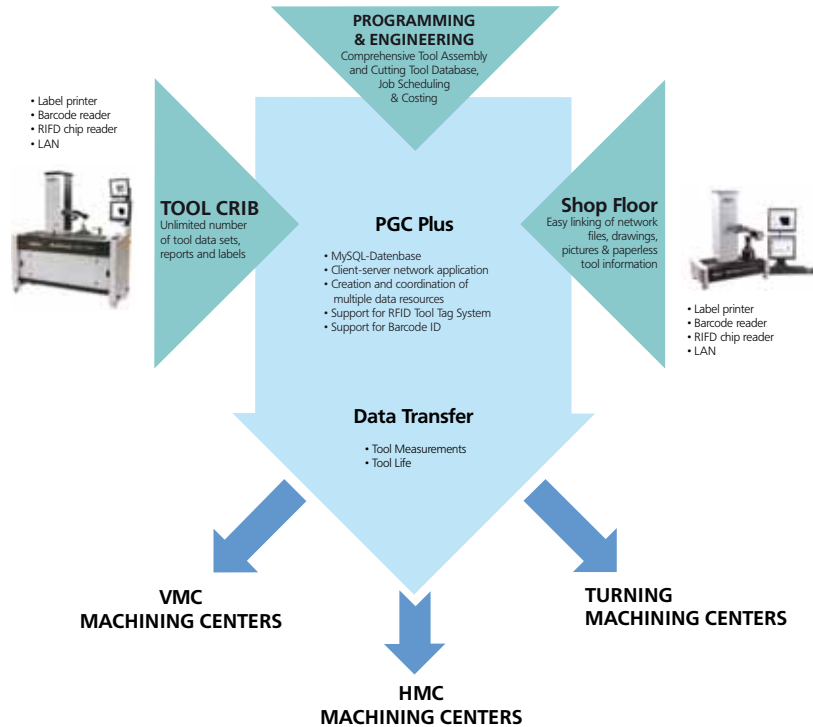 PROGRAMMING
& ENGINEERING
Comprehensive Tool Assembly
and Cutting Tool Database,
Job Scheduling
& Costing
• Label printer
• Barcode reader
• RIFD chip reader
• LAN
TOOL CRIB
Unlimited number
of tool data sets,
reports and labels
PGC Plus
• MySQL-Datenbase
• Client-server network application
• Creation and coordination of
multiple data resources
• Support for RFID Tool Tag System
• Support for Barcode ID
Shop Floor
Easy linking of network
files, drawings,
pictures & paperless
tool information
• Label printer
• Barcode reader
• RIFD chip reader
• LAN
Data Transfer
• Tool Measurements
• Tool Life
VMC
MACHINING CENTERS
TURNING
MACHINING CENTERS
HMC
MACHINING CENTERS